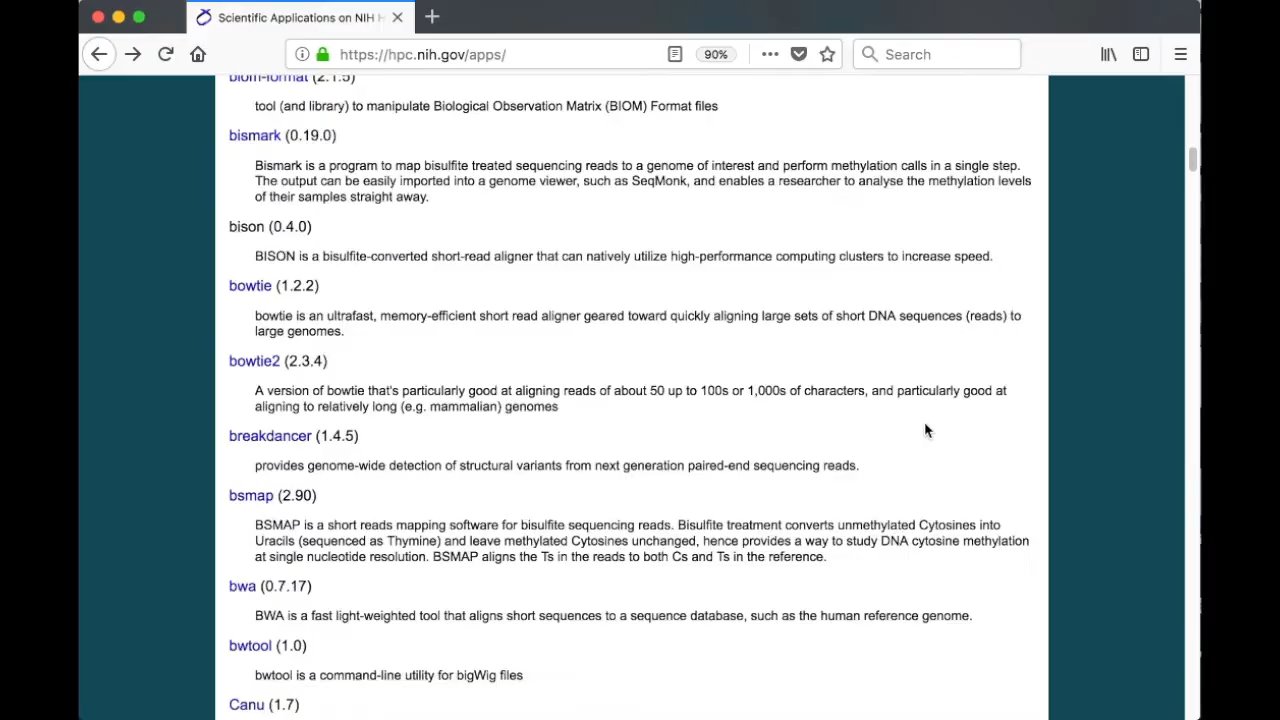 Scientific Applications on NIH H
https://hpc.nih.gov/apps/
90%
Search
biom-format (2.1.5)
tool (and library) to manipulate Biological Observation Matrix (BIOM) Format files
bismark (0.19.0)
Bismark is a program to map bisulfite treated sequencing reads to a genome of interest and perform methylation calls in a single step.
The output can be easily imported into a genome viewer, such as SeqMonk, and enables a researcher to analyse the methylation levels
of their samples straight away.
bison (0.4.0)
BISON is a bisulfite-converted short-read aligner that can natively utilize high-performance computing clusters to increase speed.
bowtie (1.2.2)
bowtie is an ultrafast, memory-efficient short read aligner geared toward quickly aligning large sets of short DNA sequences (reads) to
large genomes.
bowtie2 (2.3.4)
A version of bowtie that's particularly good at aligning reads of about 50 up to 100s or 1,000s of characters, and particularly good at
aligning to relatively long (e.g. mammalian) genomes
breakdancer (1.4.5)
provides genome-wide detection of structural variants from next generation paired-end sequencing reads.
bsmap (2.90)
BSMAP is a short reads mapping software for bisulfite sequencing reads. Bisulfite treatment converts unmethylated Cytosines into
Uracils (sequenced as Thymine) and leave methylated Cytosines unchanged, hence provides a way to study DNA cytosine methylation
at single nucleotide resolution. BSMAP aligns the Ts in the reads to both Cs and Ts in the reference.
bwa (0.7.17)
BWA is a fast light-weighted tool that aligns short sequences to a sequence database, such as the human reference genome.
bwtool (1.0)
bwtool is a command-line utility for bigWig files
Canu (1.7)